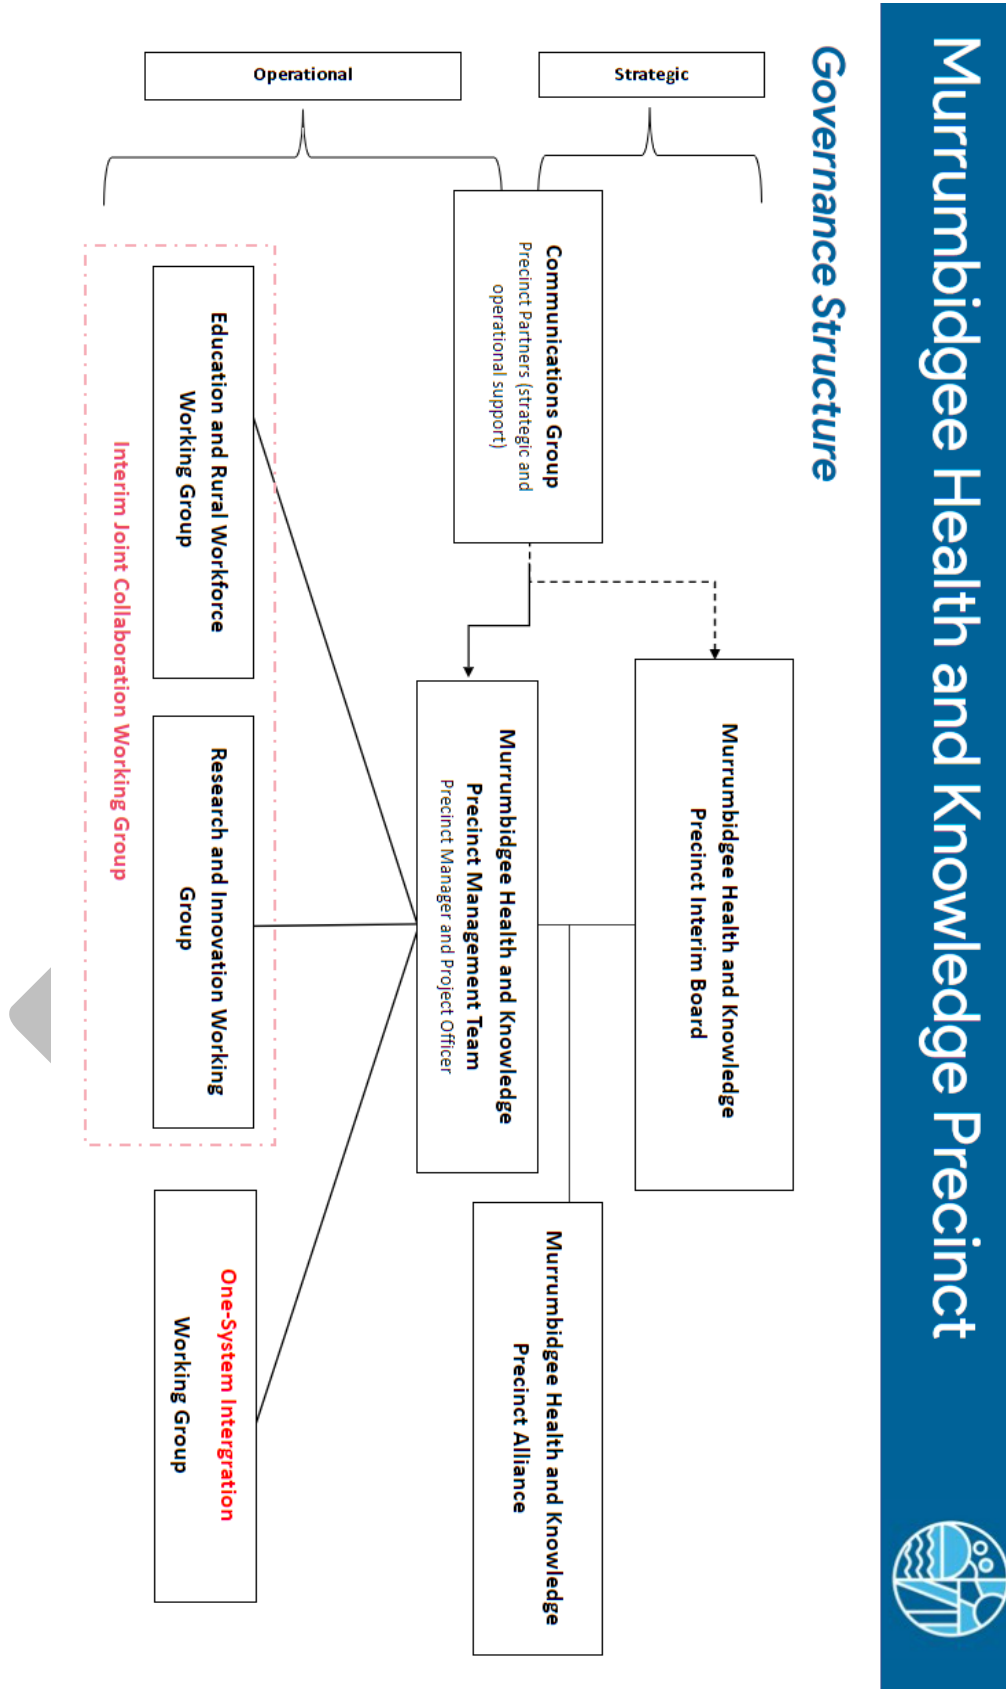 Murrumbidgee Health and Knowledge Precinct
Governance Structure
Strategic
Operational
Communications Group
Precinct Partners (strategic and
operational support)
Murrumbidgee Health and Knowledge
Precinct Interim Board
Murrumbidgee Health and Knowledge
Precinct Management Team
Precinct Manager and Project Officer
Murrumbidgee Health and Knowledge
Precinct Alliance
Education and Rural Workforce
Working Group
Research and Innovation Working
Group
One-System Intergration
Working Group
Interim Joint Collaboration Working Group